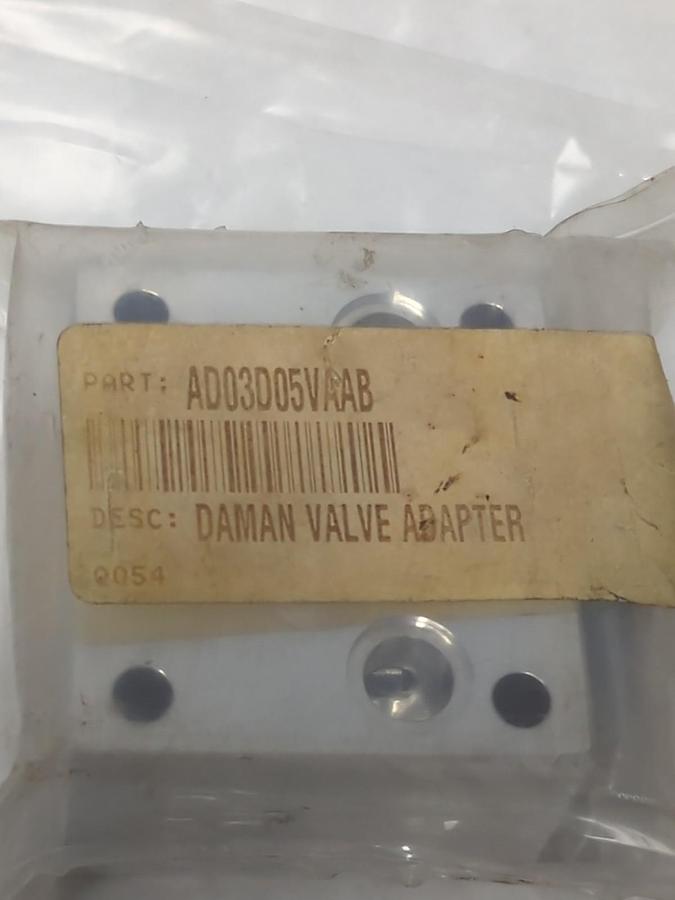 PART: AD03D05VAAB
DESC: DAMAN VALVE ADAPTER
Q054